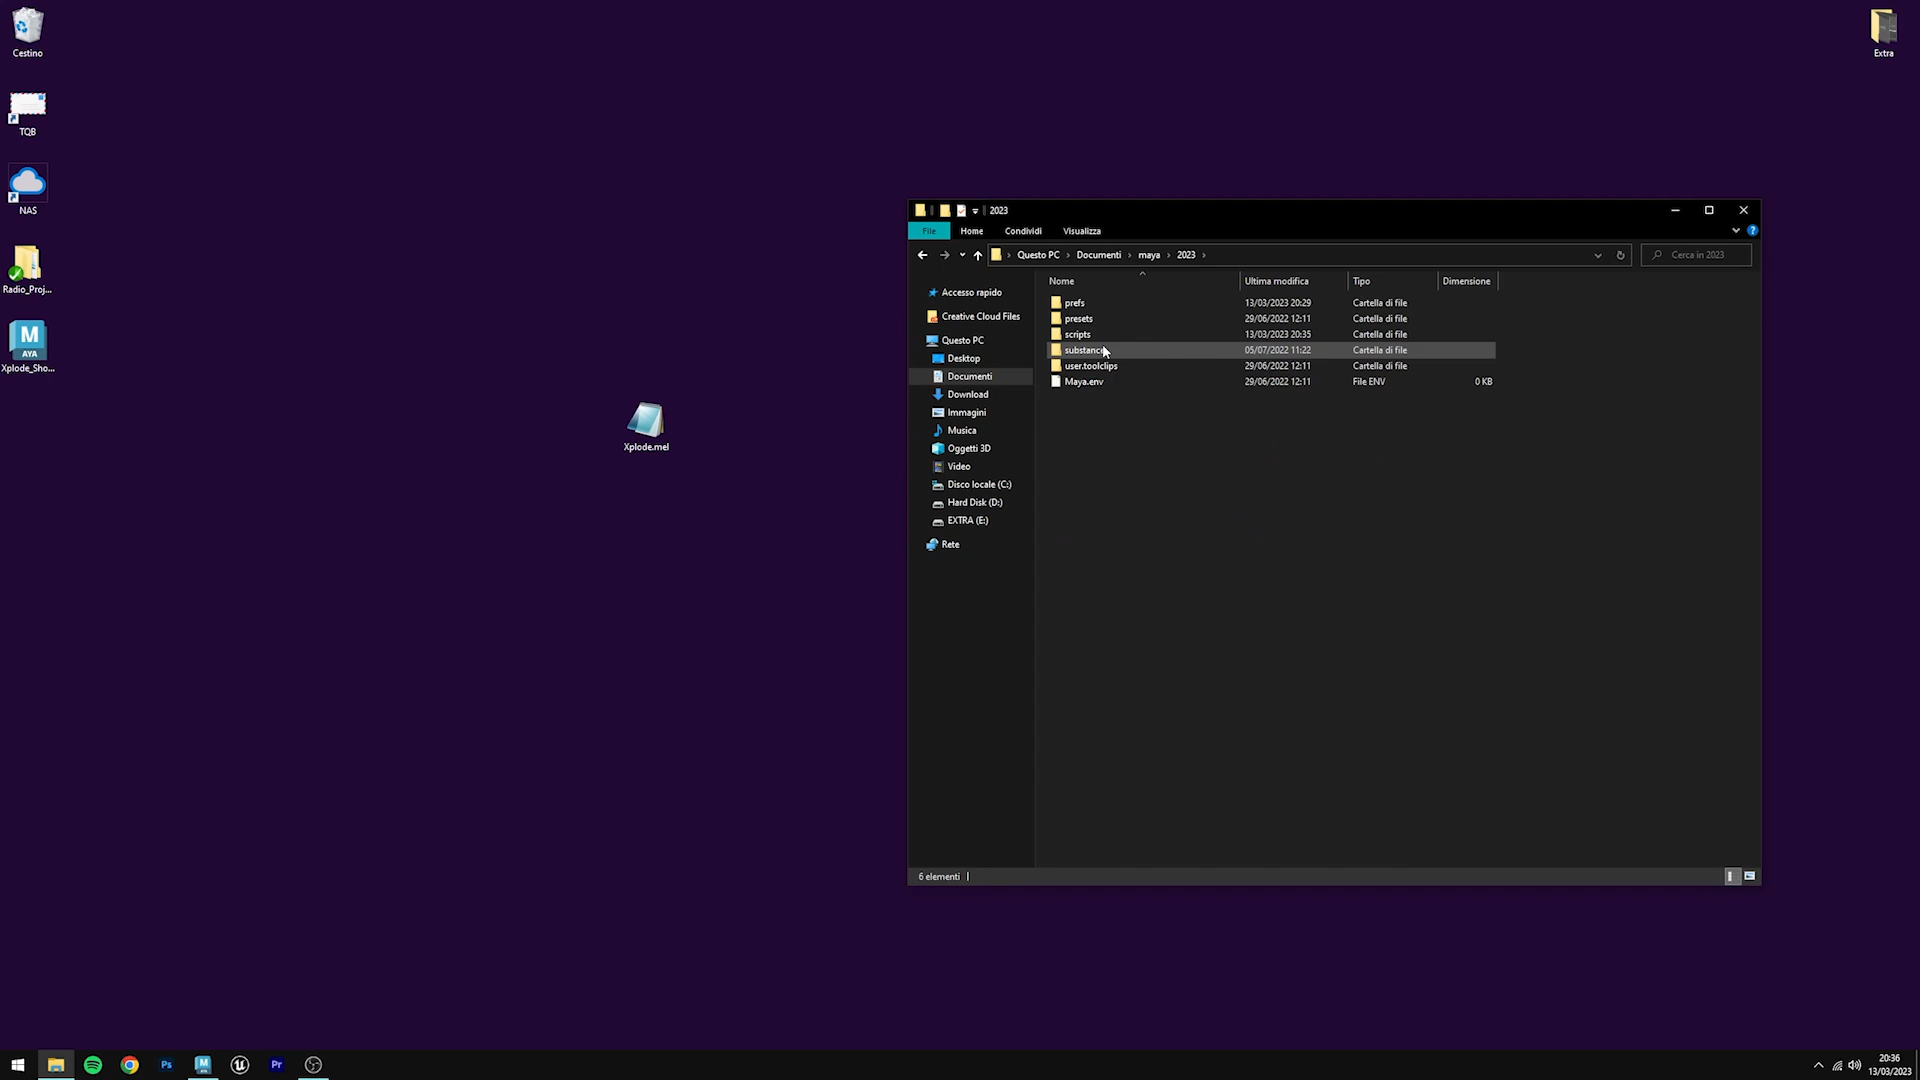 Cestino
TQB
NAS
Radio_Proj...
M
AYA
Xplode_Sho...
Extra
Xplode.mel
2023
File Home Condividi Visualizza
Questo PC Documenti maya 2023
Cerca in 2023
Nome Ultima modifica Tipo Dimensione
prefs 13/03/2023 20:29 Cartella di file
presets 29/06/2022 12:11 Cartella di file
scripts 13/03/2023 20:35 Cartella di file
substance 05/07/2022 11:22 Cartella di file
user.toolclips 29/06/2022 12:11 Cartella di file
Maya.env 29/06/2022 12:11 File ENV 0 KB
Accesso rapido
Creative Cloud Files
Questo PC
Desktop
Documenti
Download
Immagini
Musica
Oggetti 3D
Video
Disco locale (C:)
Hard Disk (D:)
EXTRA (E:)
Rete
6 elementi
Ps
M
AYA
Pr
20:36
13/03/2023